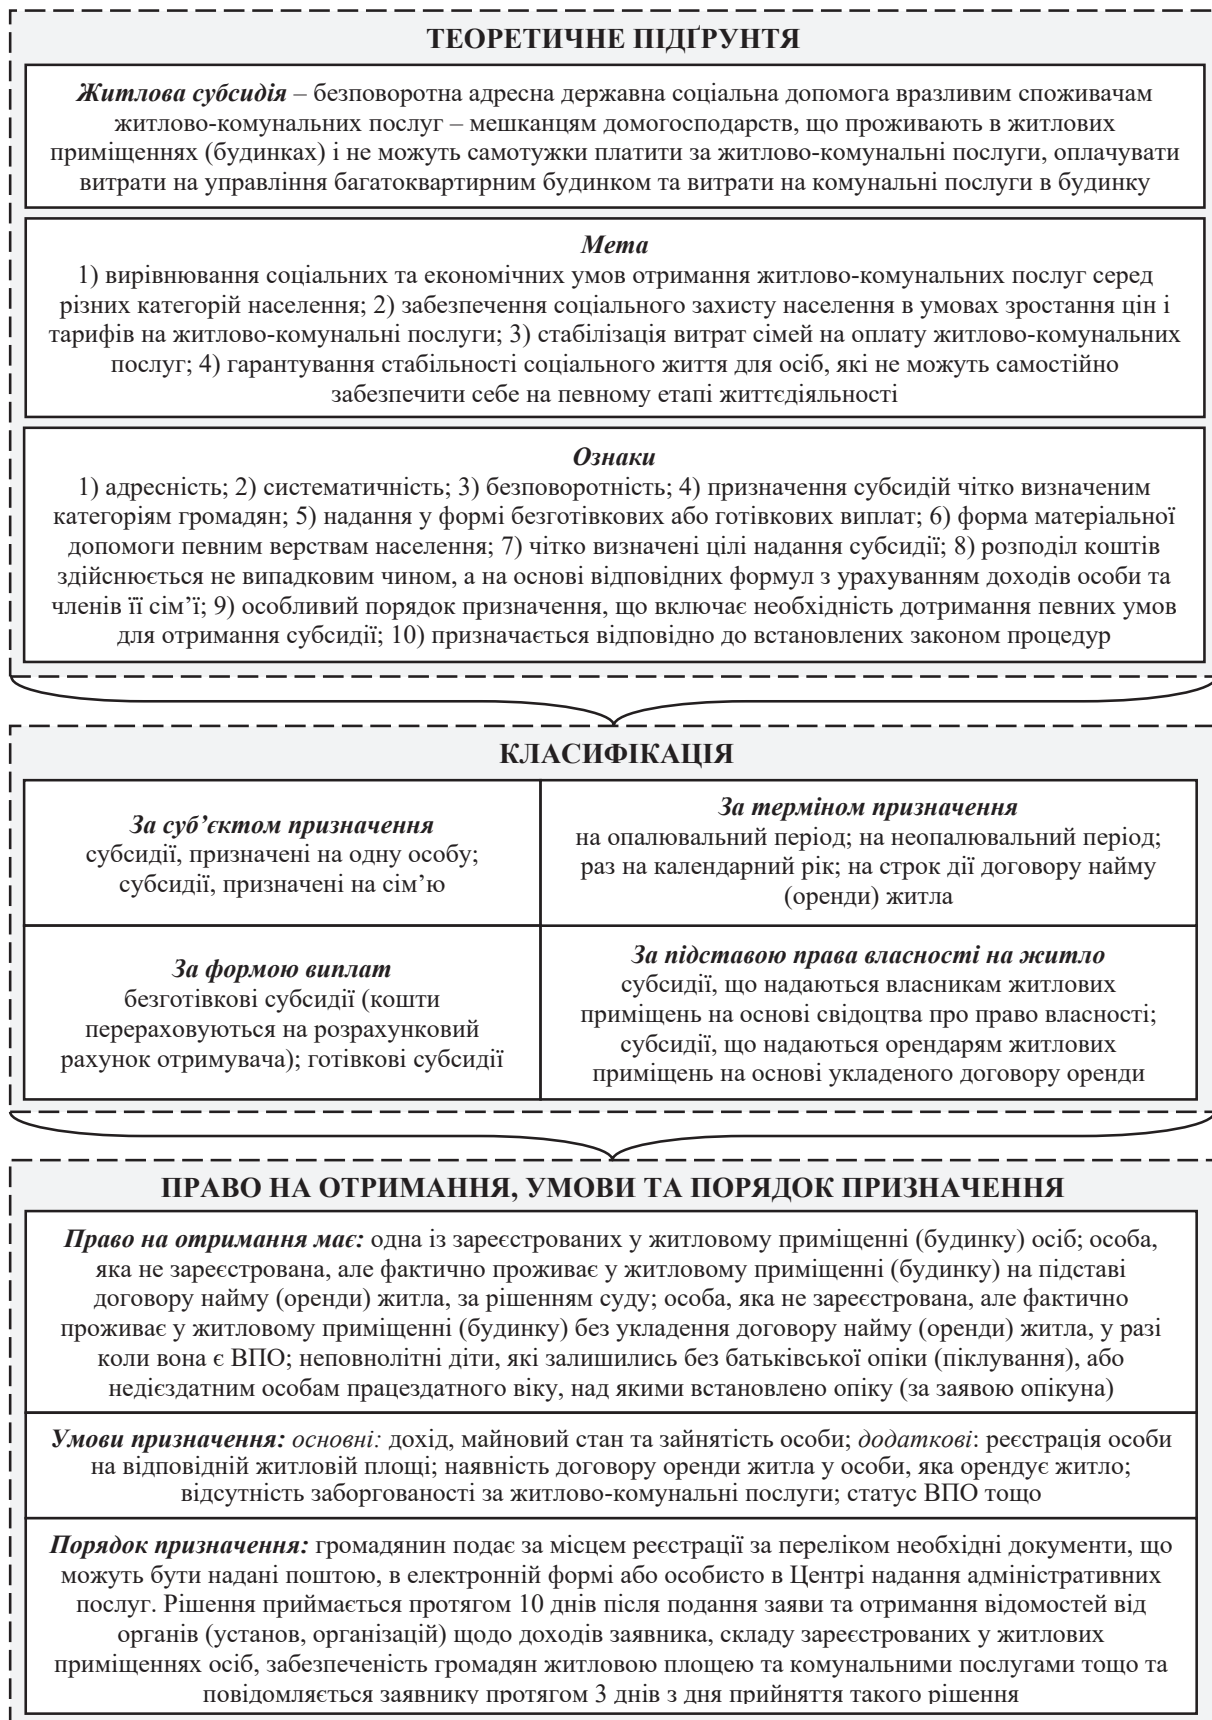 ТЕОРЕТИЧНЕ ПІДҐРУНТЯ
Житлова субсидія – безповоротна адресна державна соціальна допомога вразливим споживачам
житлово-комунальних послуг – мешканцям домогосподарств, що проживають в житлових
приміщеннях (будинках) і не можуть самотужки платити за житлово-комунальні послуги, оплачувати
витрати на управління багатоквартирним будинком та витрати на комунальні послуги в будинку
Мета
1) вирівнювання соціальних та економічних умов отримання житлово-комунальних послуг серед
різних категорій населення; 2) забезпечення соціального захисту населення в умовах зростання цін і
тарифів на житлово-комунальні послуги; 3) стабілізація витрат сімей на оплату житлово-комунальних
послуг; 4) гарантування стабільності соціального життя для осіб, які не можуть самостійно
забезпечити себе на певному етапі життєдіяльності
Ознаки
1) адресність; 2) систематичність; 3) безповоротність; 4) призначення субсидій чітко визначеним
категоріям громадян; 5) надання у формі безготівкових або готівкових виплат; 6) форма матеріальної
допомоги певним верствам населення; 7) чітко визначені цілі надання субсидії; 8) розподіл коштів
здійснюється не випадковим чином, а на основі відповідних формул з урахуванням доходів особи та
членів її сім’ї; 9) особливий порядок призначення, що включає необхідність дотримання певних умов
для отримання субсидії; 10) призначається відповідно до встановлених законом процедур
КЛАСИФІКАЦІЯ
За суб’єктом призначення
субсидії, призначені на одну особу;
субсидії, призначені на сім’ю
За терміном призначення
на опалювальний період; на неопалювальний період;
раз на календарний рік; на строк дії договору найму
(оренди) житла
За формою виплат
безготівкові субсидії (кошти
перераховуються на розрахунковий
рахунок отримувача); готівкові субсидії
За підставою права власності на житло
субсидії, що надаються власникам житлових
приміщень на основі свідоцтва про право власності;
субсидії, що надаються орендарям житлових
приміщень на основі укладеного договору оренди
ПРАВО НА ОТРИМАННЯ, УМОВИ ТА ПОРЯДОК ПРИЗНАЧЕННЯ
Право на отримання має: одна із зареєстрованих у житловому приміщенні (будинку) осіб; особа,
яка не зареєстрована, але фактично проживає у житловому приміщенні (будинку) на підставі
договору найму (оренди) житла, за рішенням суду; особа, яка не зареєстрована, але фактично
проживає у житловому приміщенні (будинку) без укладення договору найму (оренди) житла, у разі
коли вона є ВПО; неповнолітні діти, які залишились без батьківської опіки (піклування), або
недієздатним особам працездатного віку, над якими встановлено опіку (за заявою опікуна)
Умови призначення: основні: дохід, майновий стан та зайнятість особи; додаткові: реєстрація особи
на відповідній житловій площі; наявність договору оренди житла у особи, яка орендує житло;
відсутність заборгованості за житлово-комунальні послуги; статус ВПО тощо
Порядок призначення: громадянин подає за місцем реєстрації за переліком необхідні документи, що
можуть бути надані поштою, в електронній формі або особисто в Центрі надання адміністративних
послуг. Рішення приймається протягом 10 днів після подання заяви та отримання відомостей від
органів (установ, організацій) щодо доходів заявника, складу зареєстрованих у житлових
приміщеннях осіб, забезпеченість громадян житловою площею та комунальними послугами тощо та
повідомляється заявнику протягом 3 днів з дня прийняття такого рішення